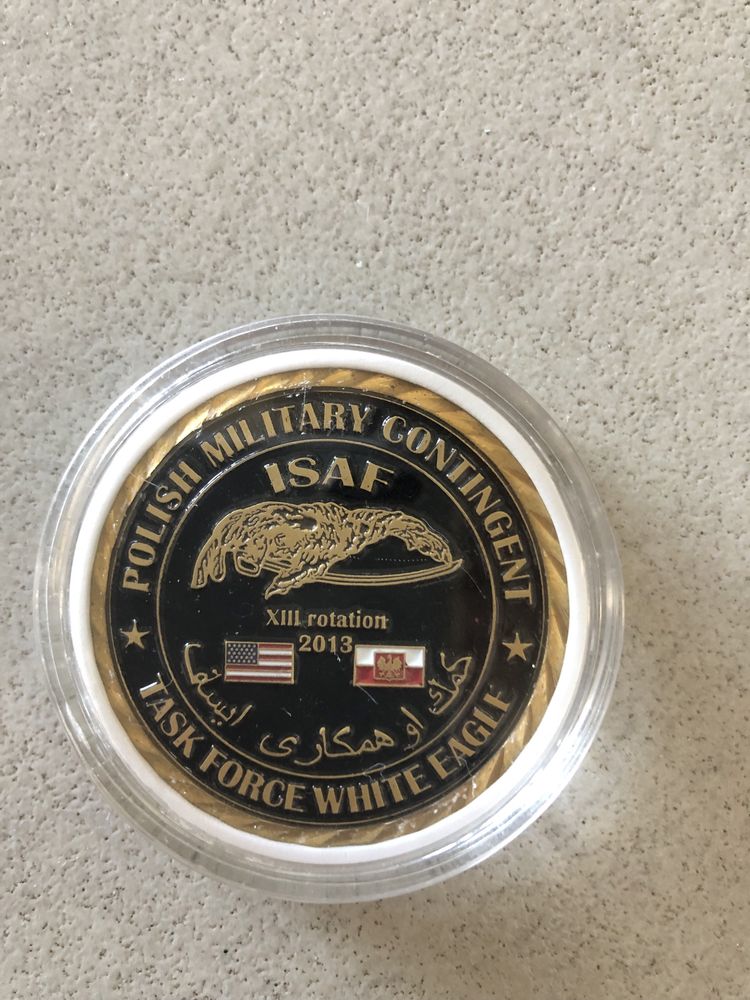 POLISH MILITARY CONTINGENT
ISAF
XIII rotation
2013
کمک او همکاری ایساف
TASK FORCE WHITE EAGLE